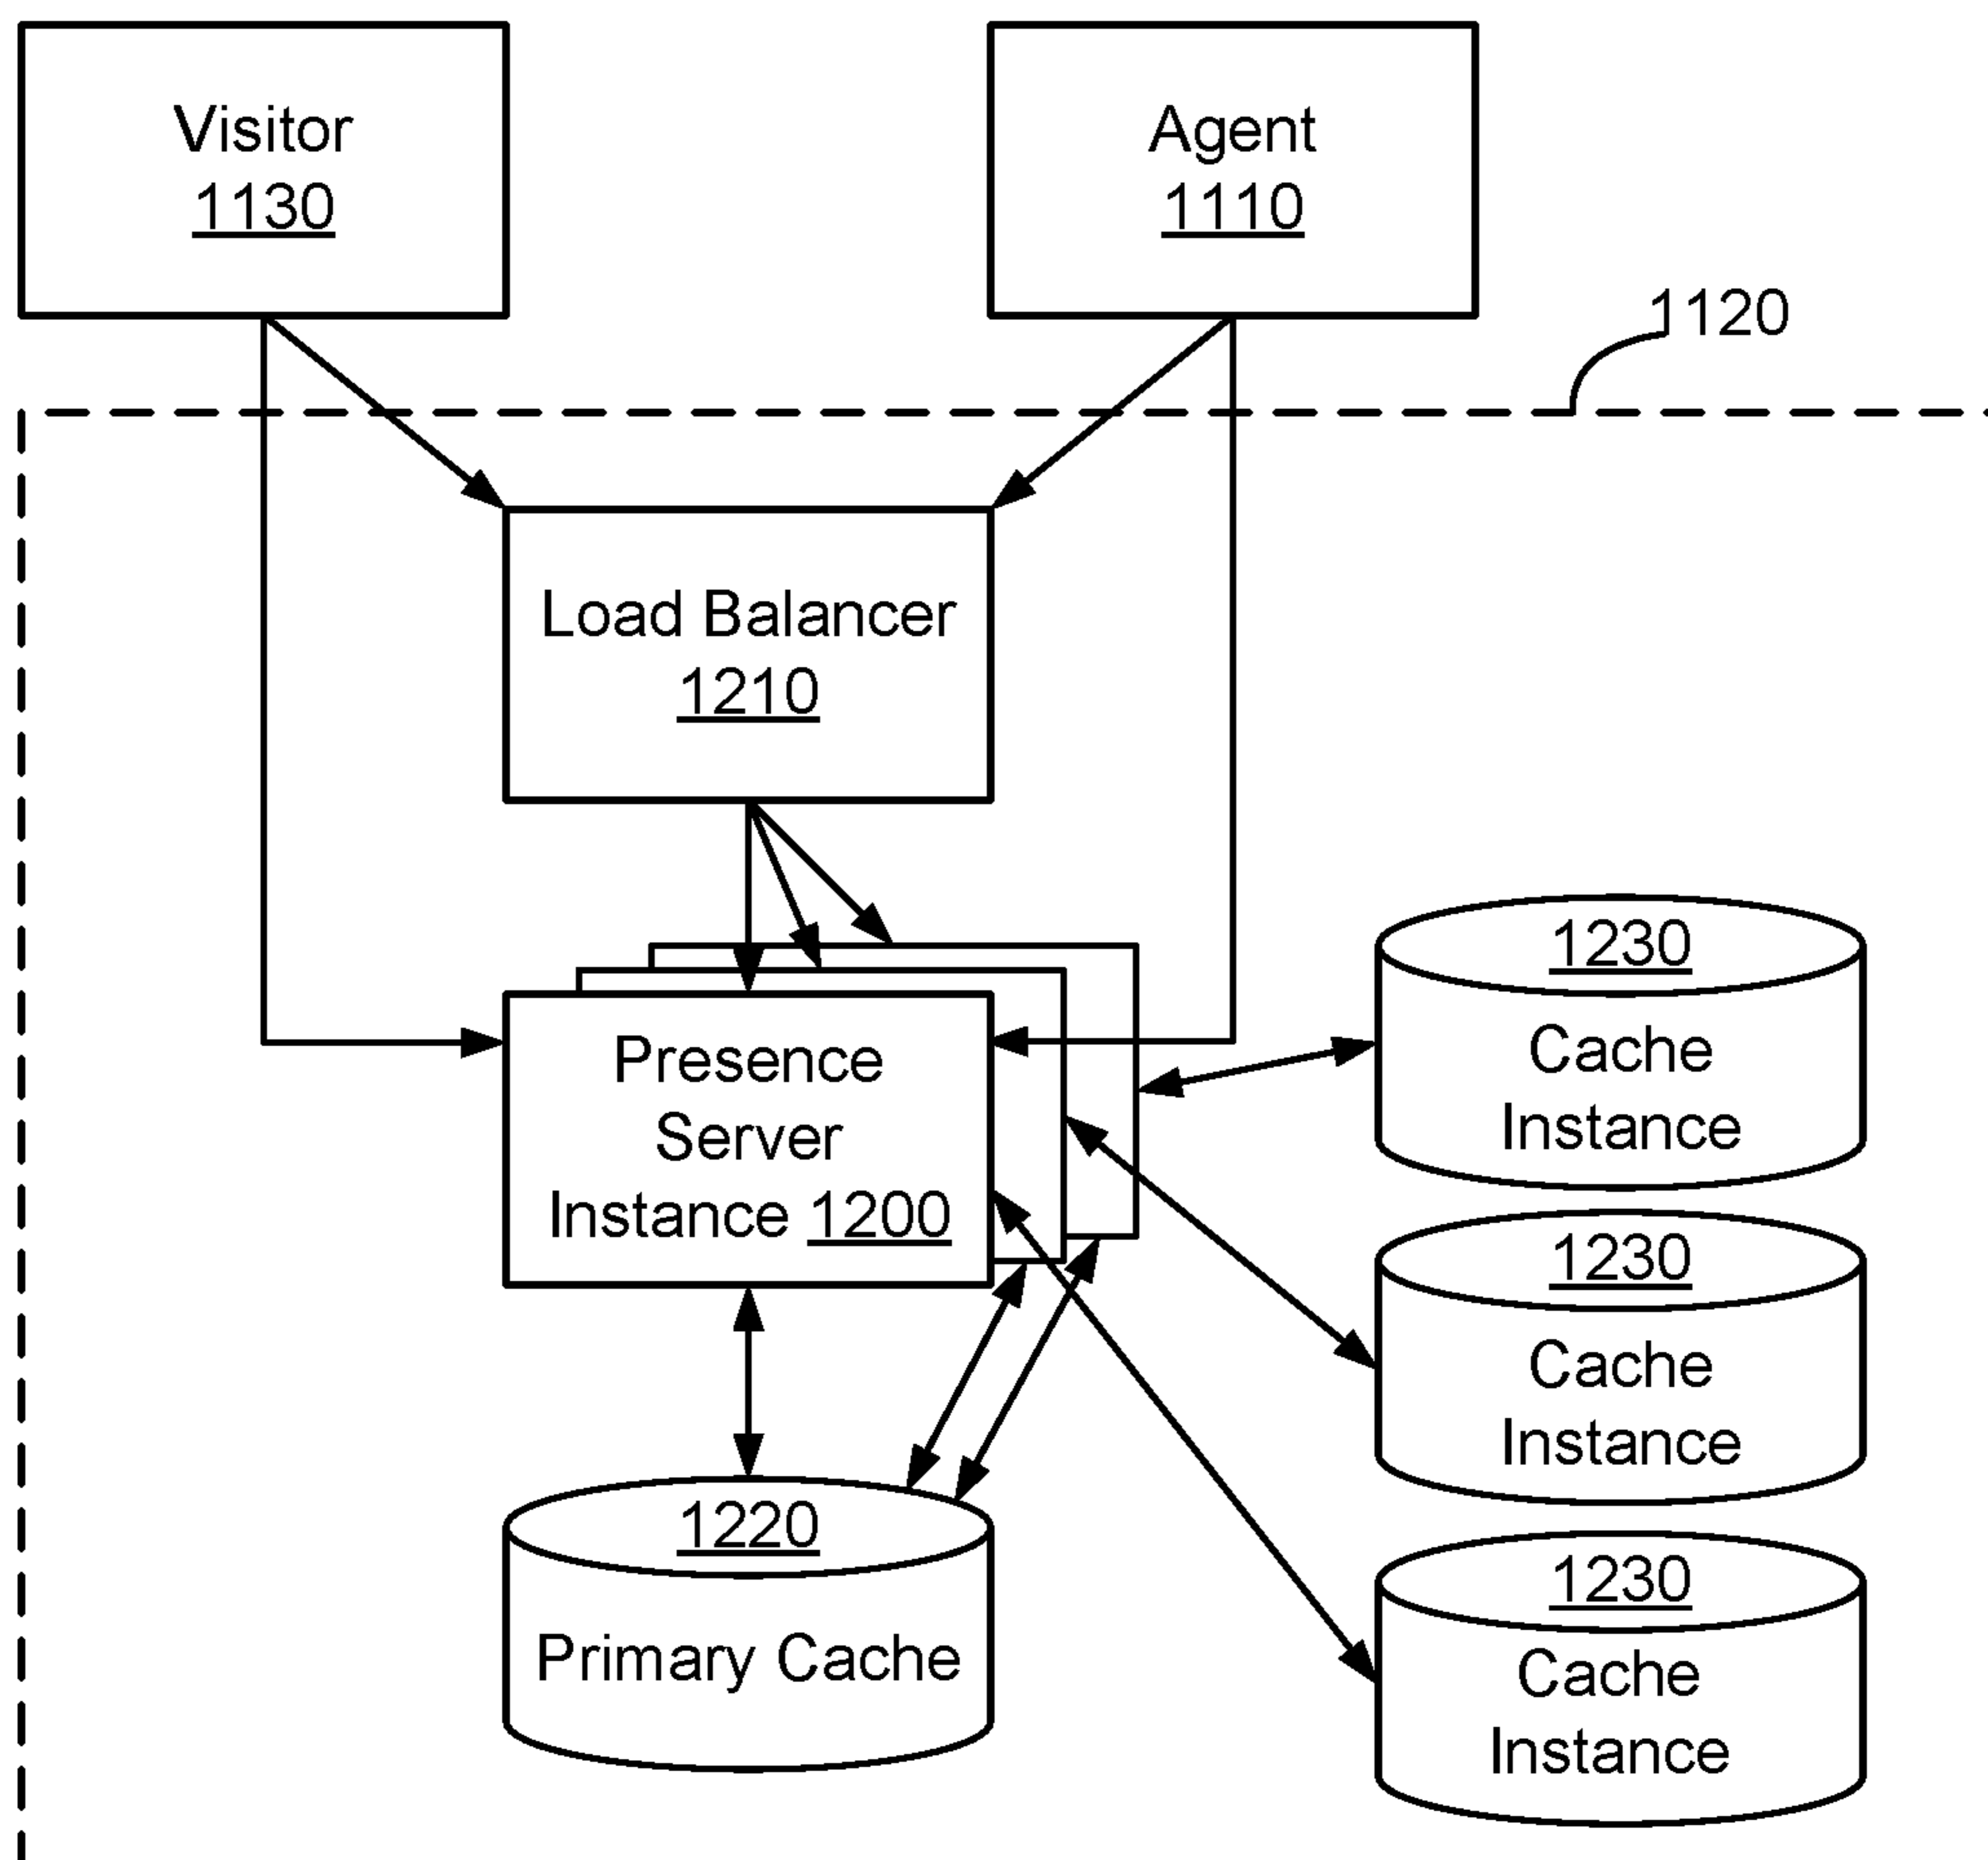 Visitor
1130
Agent
1110
1120
Load Balancer
1210
Presence
Server
Instance 1200
1230
Cache
Instance
1230
Cache
Instance
1230
Cache
Instance
1220
Primary Cache